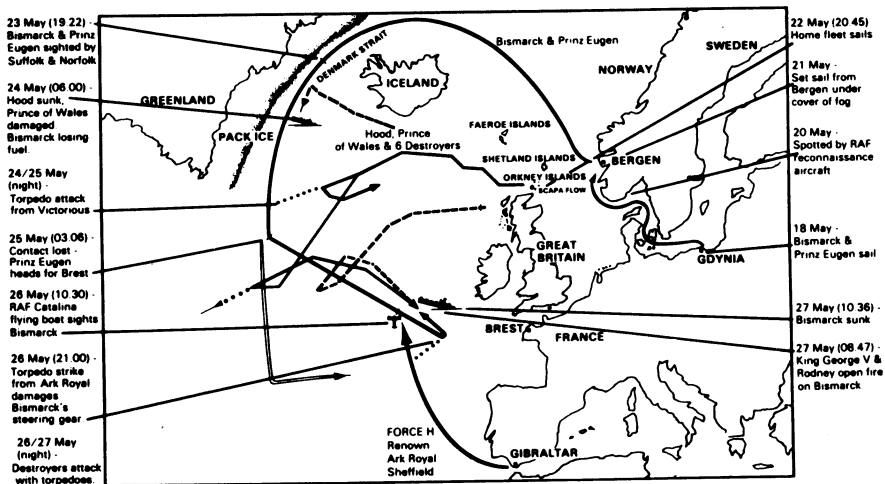 23 May (19.22) -
Bismarck & Prinz
Eugen sighted by
Suffolk & Norfolk
24 May (06.00) -
Hood sunk,
Prince of Wales
damaged.
Bismarck losing
fuel.
24/25 May
(night) -
Torpedo attack
from Victorious
25 May (03.06) -
Contact lost -
Prinz Eugen
heads for Brest
26 May (10.30) -
RAF Catalina
flying boat sights
Bismarck
26 May (21.00) -
Torpedo strike
from Ark Royal
damages
Bismarck's
steering gear.
26/27 May
(night) -
Destroyers attack
with torpedoes.
GREENLAND
PACK ICE
DENMARK STRAIT
ICELAND
Bismarck & Prinz Eugen
Hood, Prince
of Wales & 6 Destroyers
FAEROE ISLANDS
SHETLAND ISLANDS
ORKNEY ISLANDS
SCAPA FLOW
NORWAY
SWEDEN
BERGEN
GREAT
BRITAIN
GDYNIA
BREST
FRANCE
FORCE H
Renown
Ark Royal
Sheffield
GIBRALTAR
22 May (20.45)
Home fleet sails
21 May -
Set sail from
Bergen under
cover of fog
20 May -
Spotted by RAF
reconnaissance
aircraft
18 May -
Bismarck &
Prinz Eugen sail
27 May (10.36) -
Bismarck sunk
27 May (08.47) -
King George V &
Rodney open fire
on Bismarck